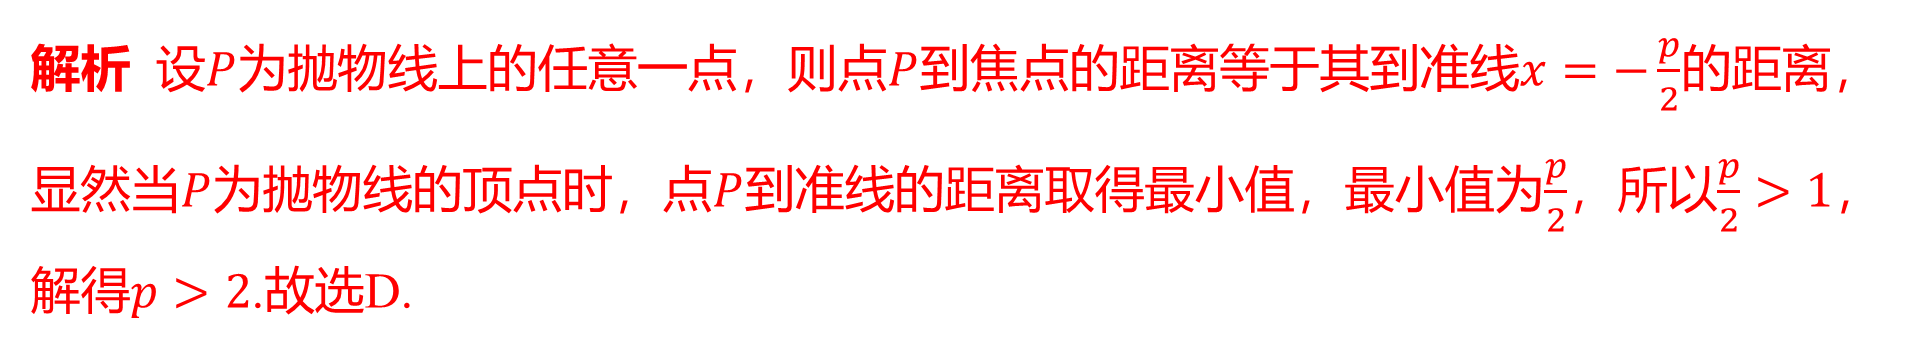 解析 设P为抛物线上的任意一点，则点P到焦点的距离等于其到准线x = −p/2的距离，
显然当P为抛物线的顶点时，点P到准线的距离取得最小值，最小值为p/2，所以p/2 > 1，
解得p > 2.故选D.